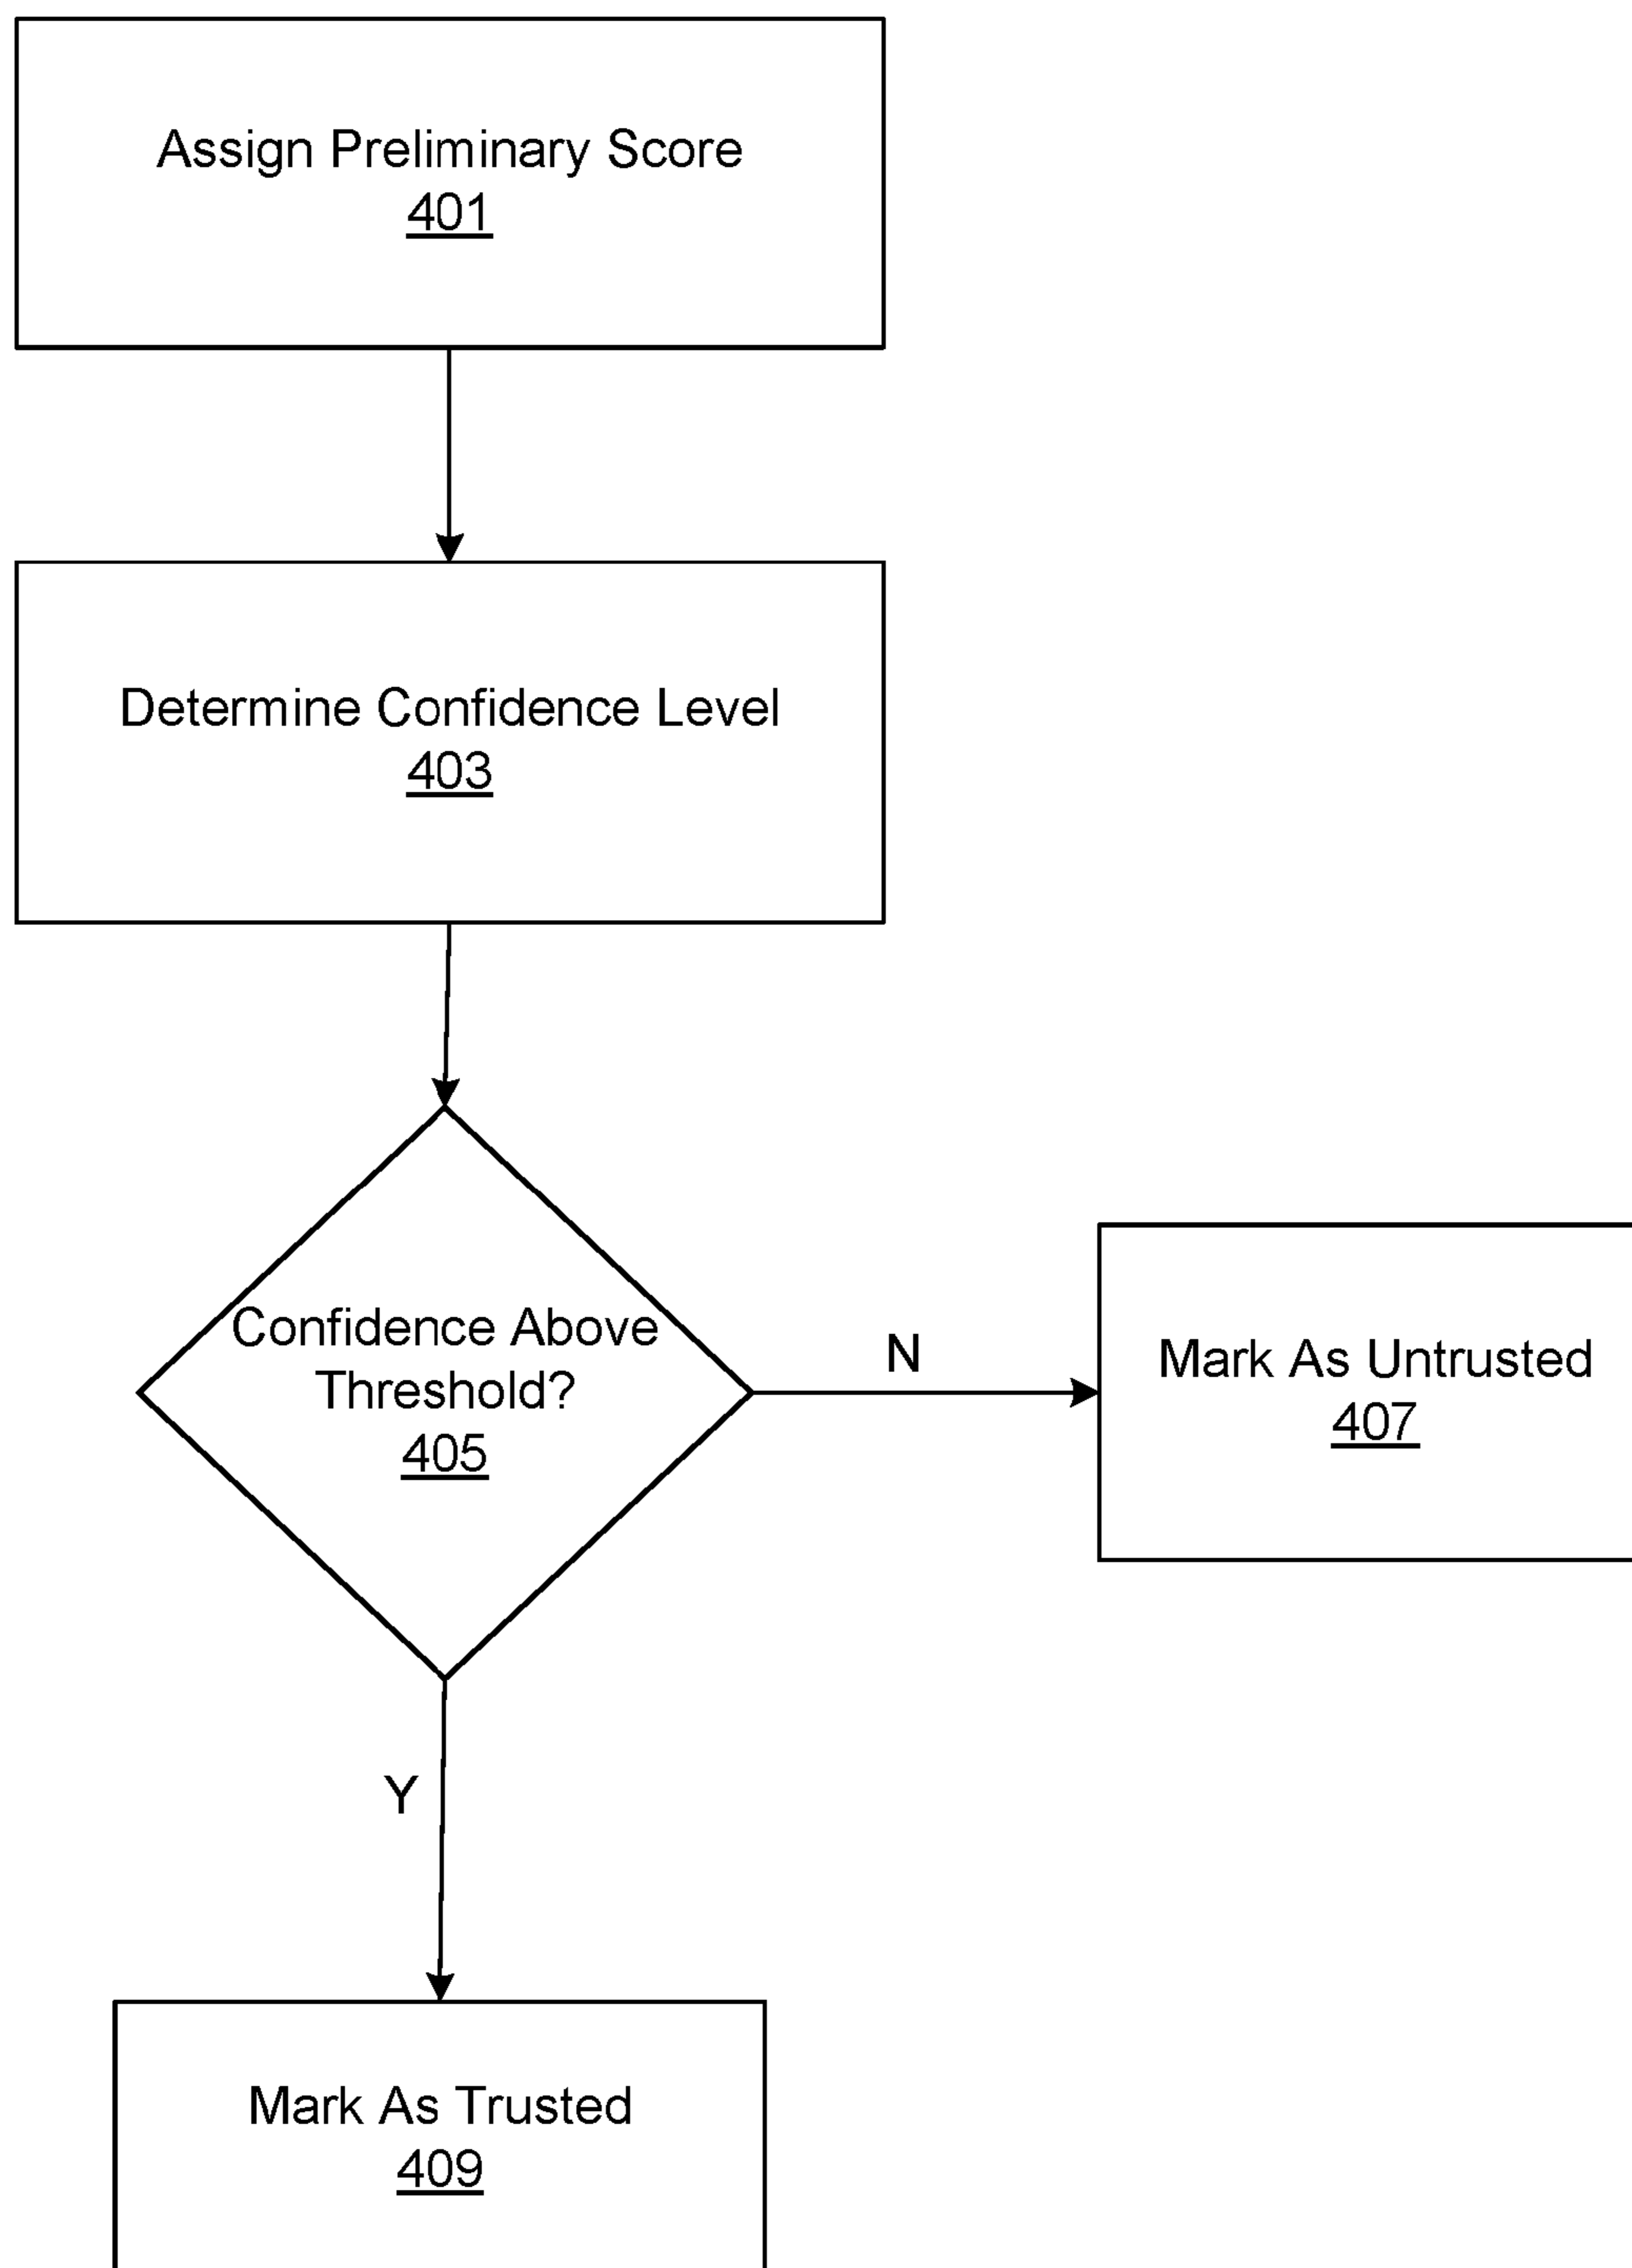 Assign Preliminary Score
401
Determine Confidence Level
403
Confidence Above
Threshold?
405
N
Mark As Untrusted
407
Y
Mark As Trusted
409